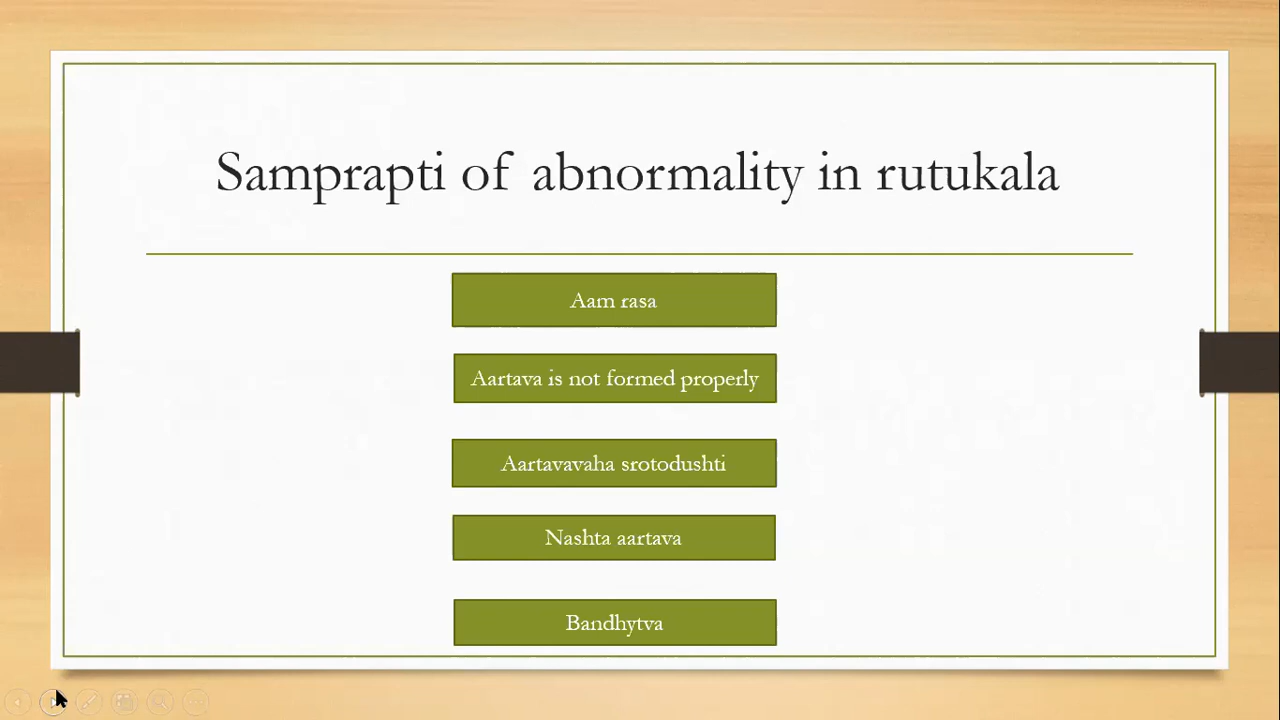 Samprapti of abnormality in rutukala
Aam rasa
Aartava is not formed properly
Aartavavaha srotodushti
Nashta aartava
Bandhytva